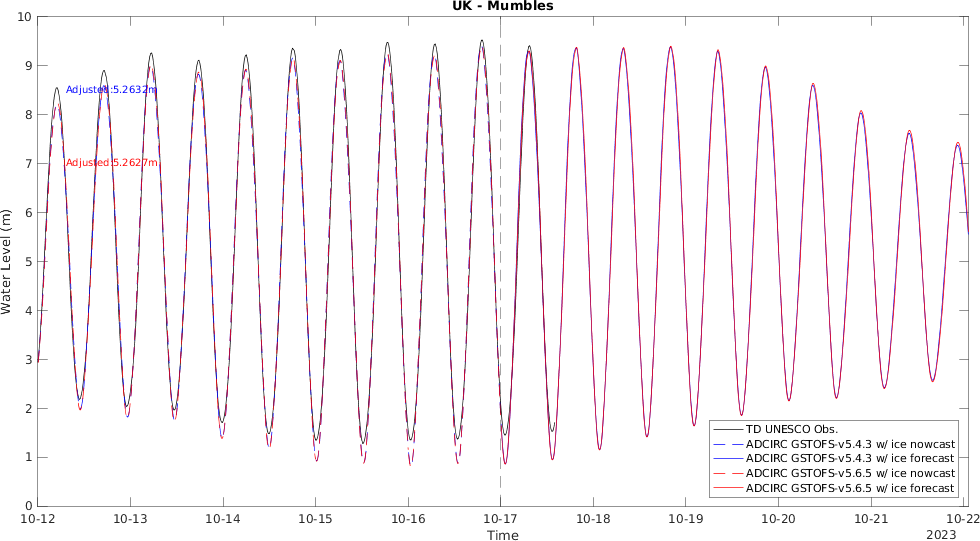 UK - Mumbles
10
9
8
7
6
5
4
3
2
1
0
Water Level (m)
Adjusted:5.2632m
Adjusted:5.2627m
TD UNESCO Obs.
ADCIRC GSTOFS-v5.4.3 w/ ice nowcast
ADCIRC GSTOFS-v5.4.3 w/ ice forecast
ADCIRC GSTOFS-v5.6.5 w/ ice nowcast
ADCIRC GSTOFS-v5.6.5 w/ ice forecast
10-12 10-13 10-14 10-15 10-16 10-17 10-18 10-19 10-20 10-21 10-22
Time
2023